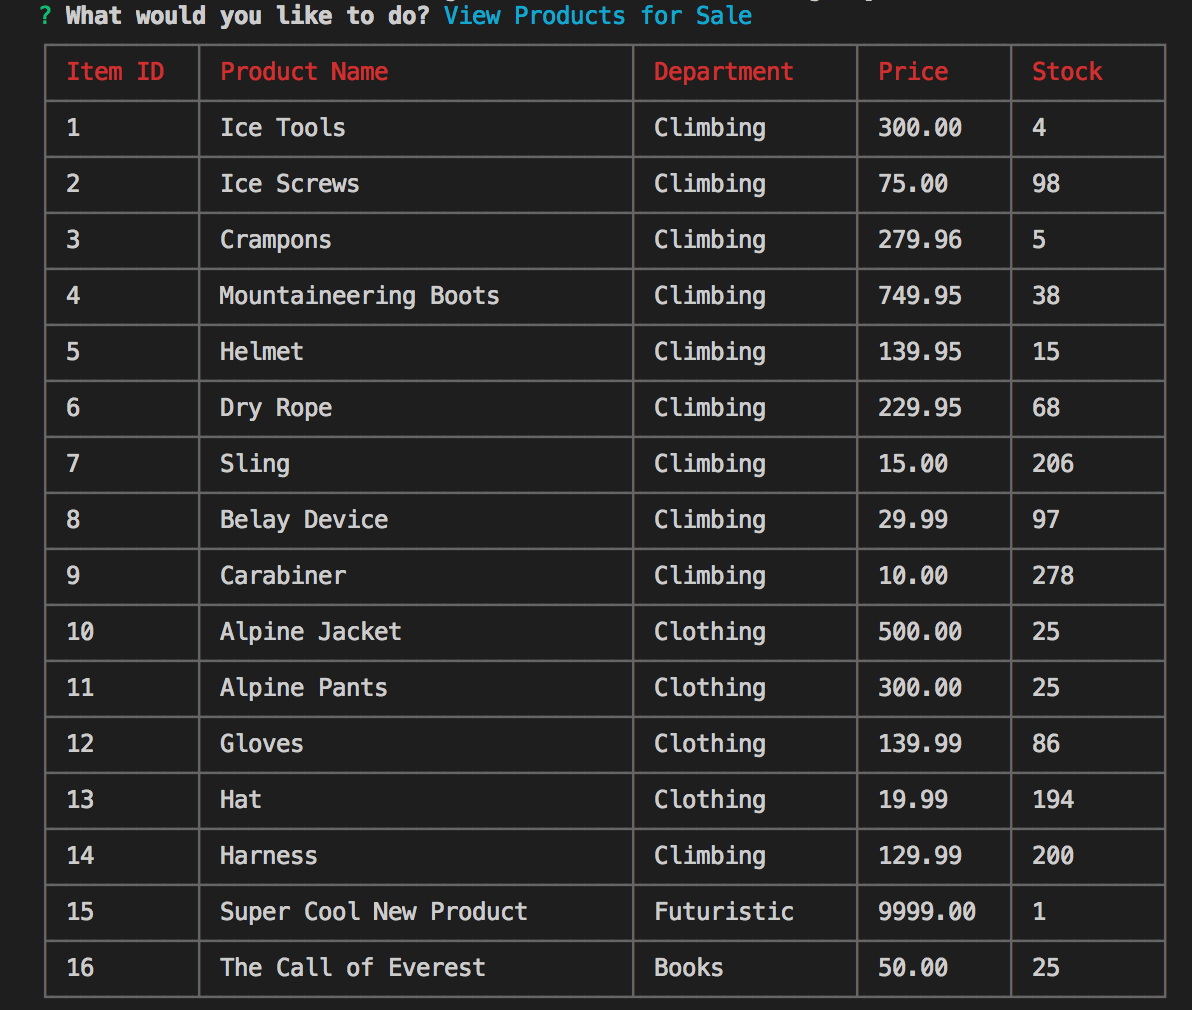 ? What would you like to do? View Products for Sale
Item ID Product Name Department Price Stock
1 Ice Tools Climbing 300.00 4
2 Ice Screws Climbing 75.00 98
3 Crampons Climbing 279.96 5
4 Mountaineering Boots Climbing 749.95 38
5 Helmet Climbing 139.95 15
6 Dry Rope Climbing 229.95 68
7 Sling Climbing 15.00 206
8 Belay Device Climbing 29.99 97
9 Carabiner Climbing 10.00 278
10 Alpine Jacket Clothing 500.00 25
11 Alpine Pants Clothing 300.00 25
12 Gloves Clothing 139.99 86
13 Hat Clothing 19.99 194
14 Harness Climbing 129.99 200
15 Super Cool New Product Futuristic 9999.00 1
16 The Call of Everest Books 50.00 25